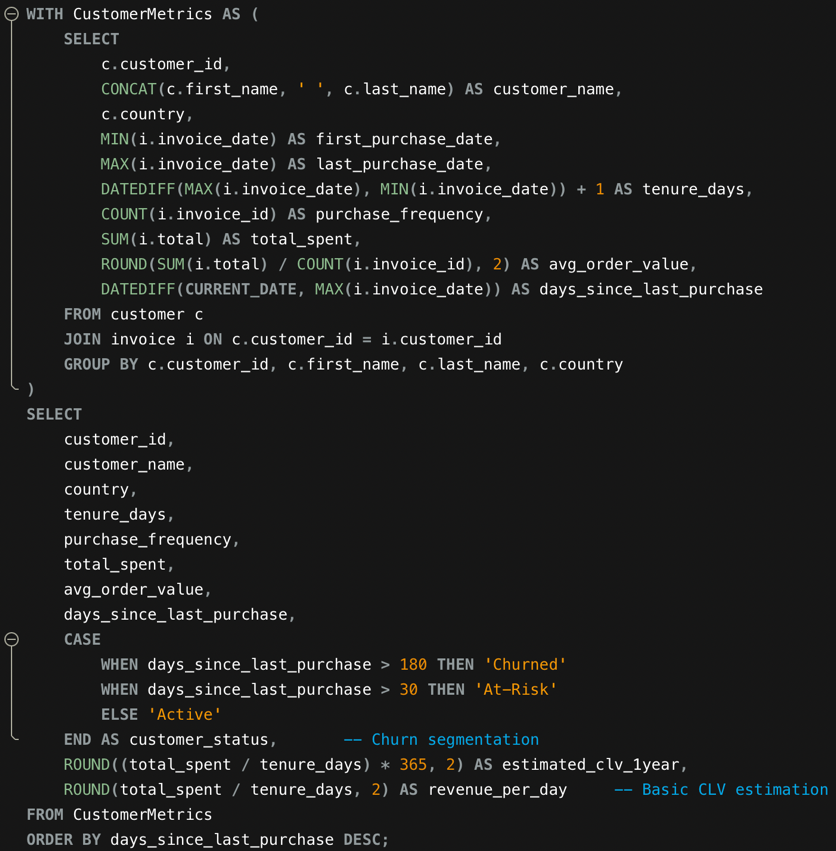 WITH CustomerMetrics AS (
    SELECT
        c.customer_id,
        CONCAT(c.first_name, ' ', c.last_name) AS customer_name,
        c.country,
        MIN(i.invoice_date) AS first_purchase_date,
        MAX(i.invoice_date) AS last_purchase_date,
        DATEDIFF(MAX(i.invoice_date), MIN(i.invoice_date)) + 1 AS tenure_days,
        COUNT(i.invoice_id) AS purchase_frequency,
        SUM(i.total) AS total_spent,
        ROUND(SUM(i.total) / COUNT(i.invoice_id), 2) AS avg_order_value,
        DATEDIFF(CURRENT_DATE, MAX(i.invoice_date)) AS days_since_last_purchase
    FROM customer c
    JOIN invoice i ON c.customer_id = i.customer_id
    GROUP BY c.customer_id, c.first_name, c.last_name, c.country
)
SELECT
    customer_id,
    customer_name,
    country,
    tenure_days,
    purchase_frequency,
    total_spent,
    avg_order_value,
    days_since_last_purchase,
    CASE
        WHEN days_since_last_purchase > 180 THEN 'Churned'
        WHEN days_since_last_purchase > 30 THEN 'At-Risk'
        ELSE 'Active'
    END AS customer_status,       -- Churn segmentation
    ROUND((total_spent / tenure_days) * 365, 2) AS estimated_clv_1year,
    ROUND(total_spent / tenure_days, 2) AS revenue_per_day     -- Basic CLV estimation
FROM CustomerMetrics
ORDER BY days_since_last_purchase DESC;